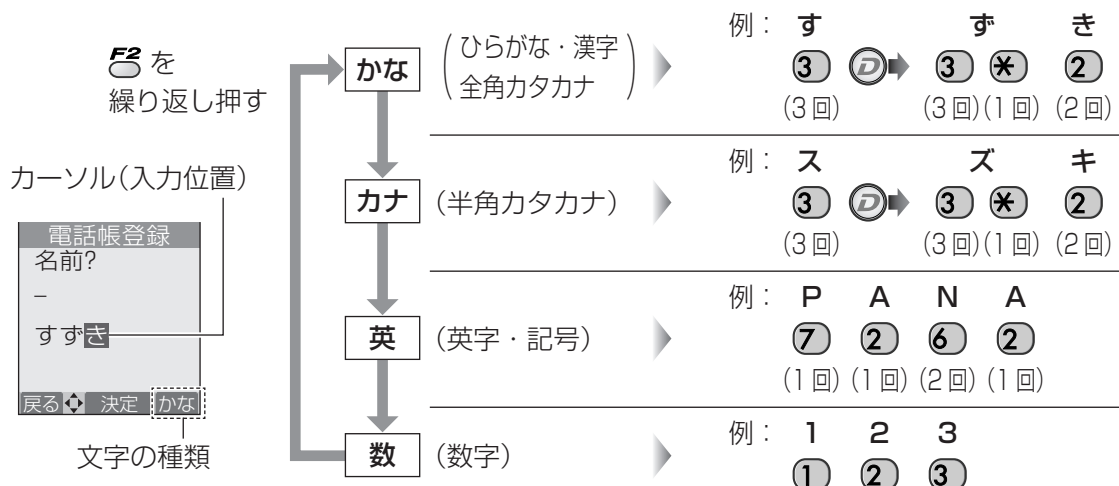 F2 を
繰り返し押す
カーソル(入力位置)
電話帳登録
名前?
_
すずき
戻る 決定 かな
文字の種類
かな (ひらがな・漢字 全角カタカナ)
例: す ず き
3 D 3 * 2
(3回) (3回)(1回) (2回)
カナ (半角カタカナ)
例: ス ズ キ
3 D 3 * 2
(3回) (3回)(1回) (2回)
英 (英字・記号)
例: P A N A
7 2 6 2
(1回) (1回) (2回) (1回)
数 (数字)
例: 1 2 3
1 2 3